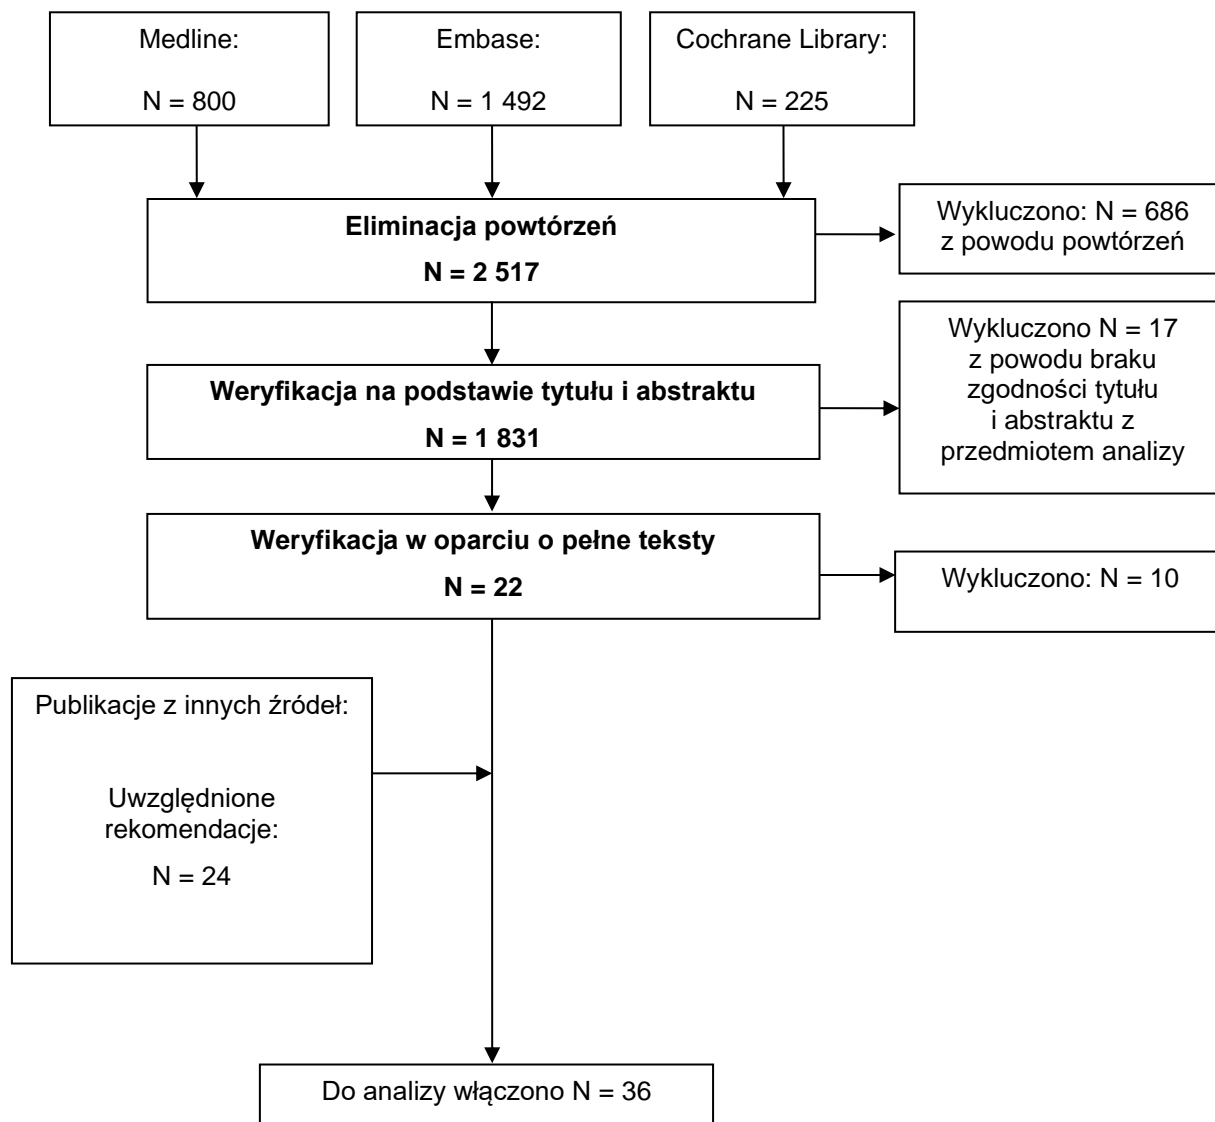 Medline:
N = 800
Embase:
N = 1 492
Cochrane Library:
N = 225
Eliminacja powtórzeń
N = 2 517
Wykluczono: N = 686
z powodu powtórzeń
Weryfikacja na podstawie tytułu i abstraktu
N = 1 831
Wykluczono N = 17
z powodu braku
zgodności tytułu
i abstraktu z
przedmiotem analizy
Weryfikacja w oparciu o pełne teksty
N = 22
Wykluczono: N = 10
Publikacje z innych źródeł:
Uwzględnione
rekomendacje:
N = 24
Do analizy włączono N = 36